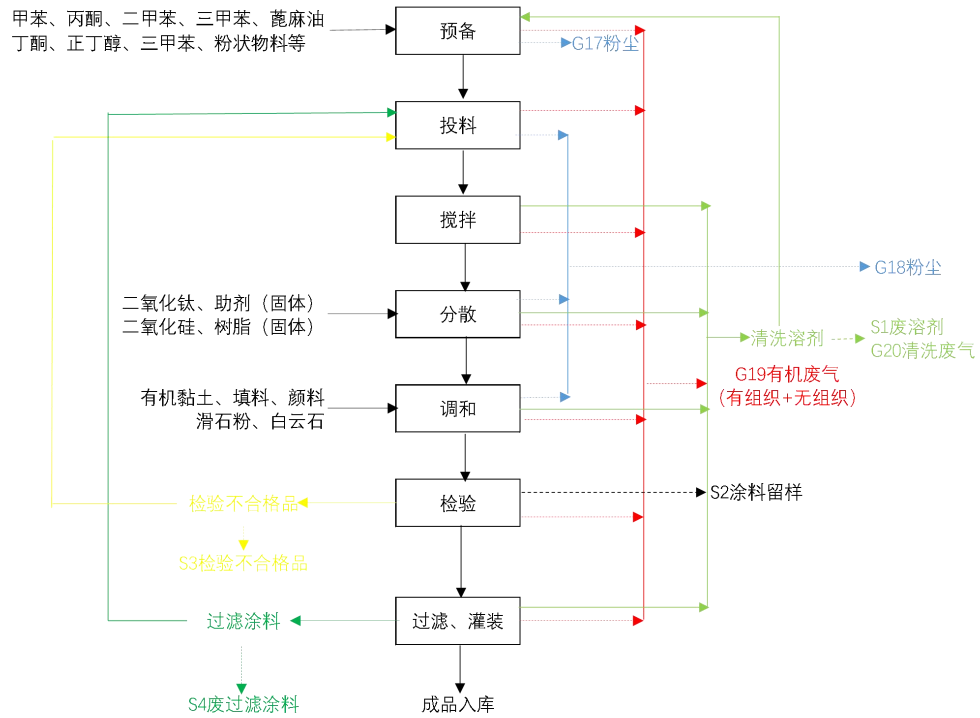 甲苯、丙酮、二甲苯、三甲苯、蓖麻油
丁酮、正丁醇、三甲苯、粉状物料等
预备
G17粉尘
投料
搅拌
G18粉尘
二氧化钛、助剂（固体）
二氧化硅、树脂（固体）
分散
清洗溶剂
S1废溶剂
G20清洗废气
G19有机废气
（有组织+无组织）
有机黏土、填料、颜料
滑石粉、白云石
调和
检验不合格品
检验
S2涂料留样
S3检验不合格品
过滤涂料
过滤、灌装
S4废过滤涂料
成品入库